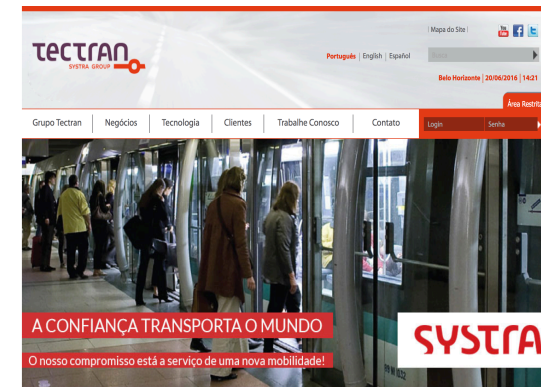 | Mapa do Site |
You Tube
TECTRAN
SYSTRA GROUP
Português | English | Español
Belo Horizonte | 20/06/2016 | 14:21
Área Restrita
Grupo Tectran | Negócios | Tecnologia | Clientes | Trabalhe Conosco | Contato
Login Senha
A CONFIANÇA TRANSPORTA O MUNDO
SYSTRA
O nosso compromisso está a serviço de uma nova mobilidade!